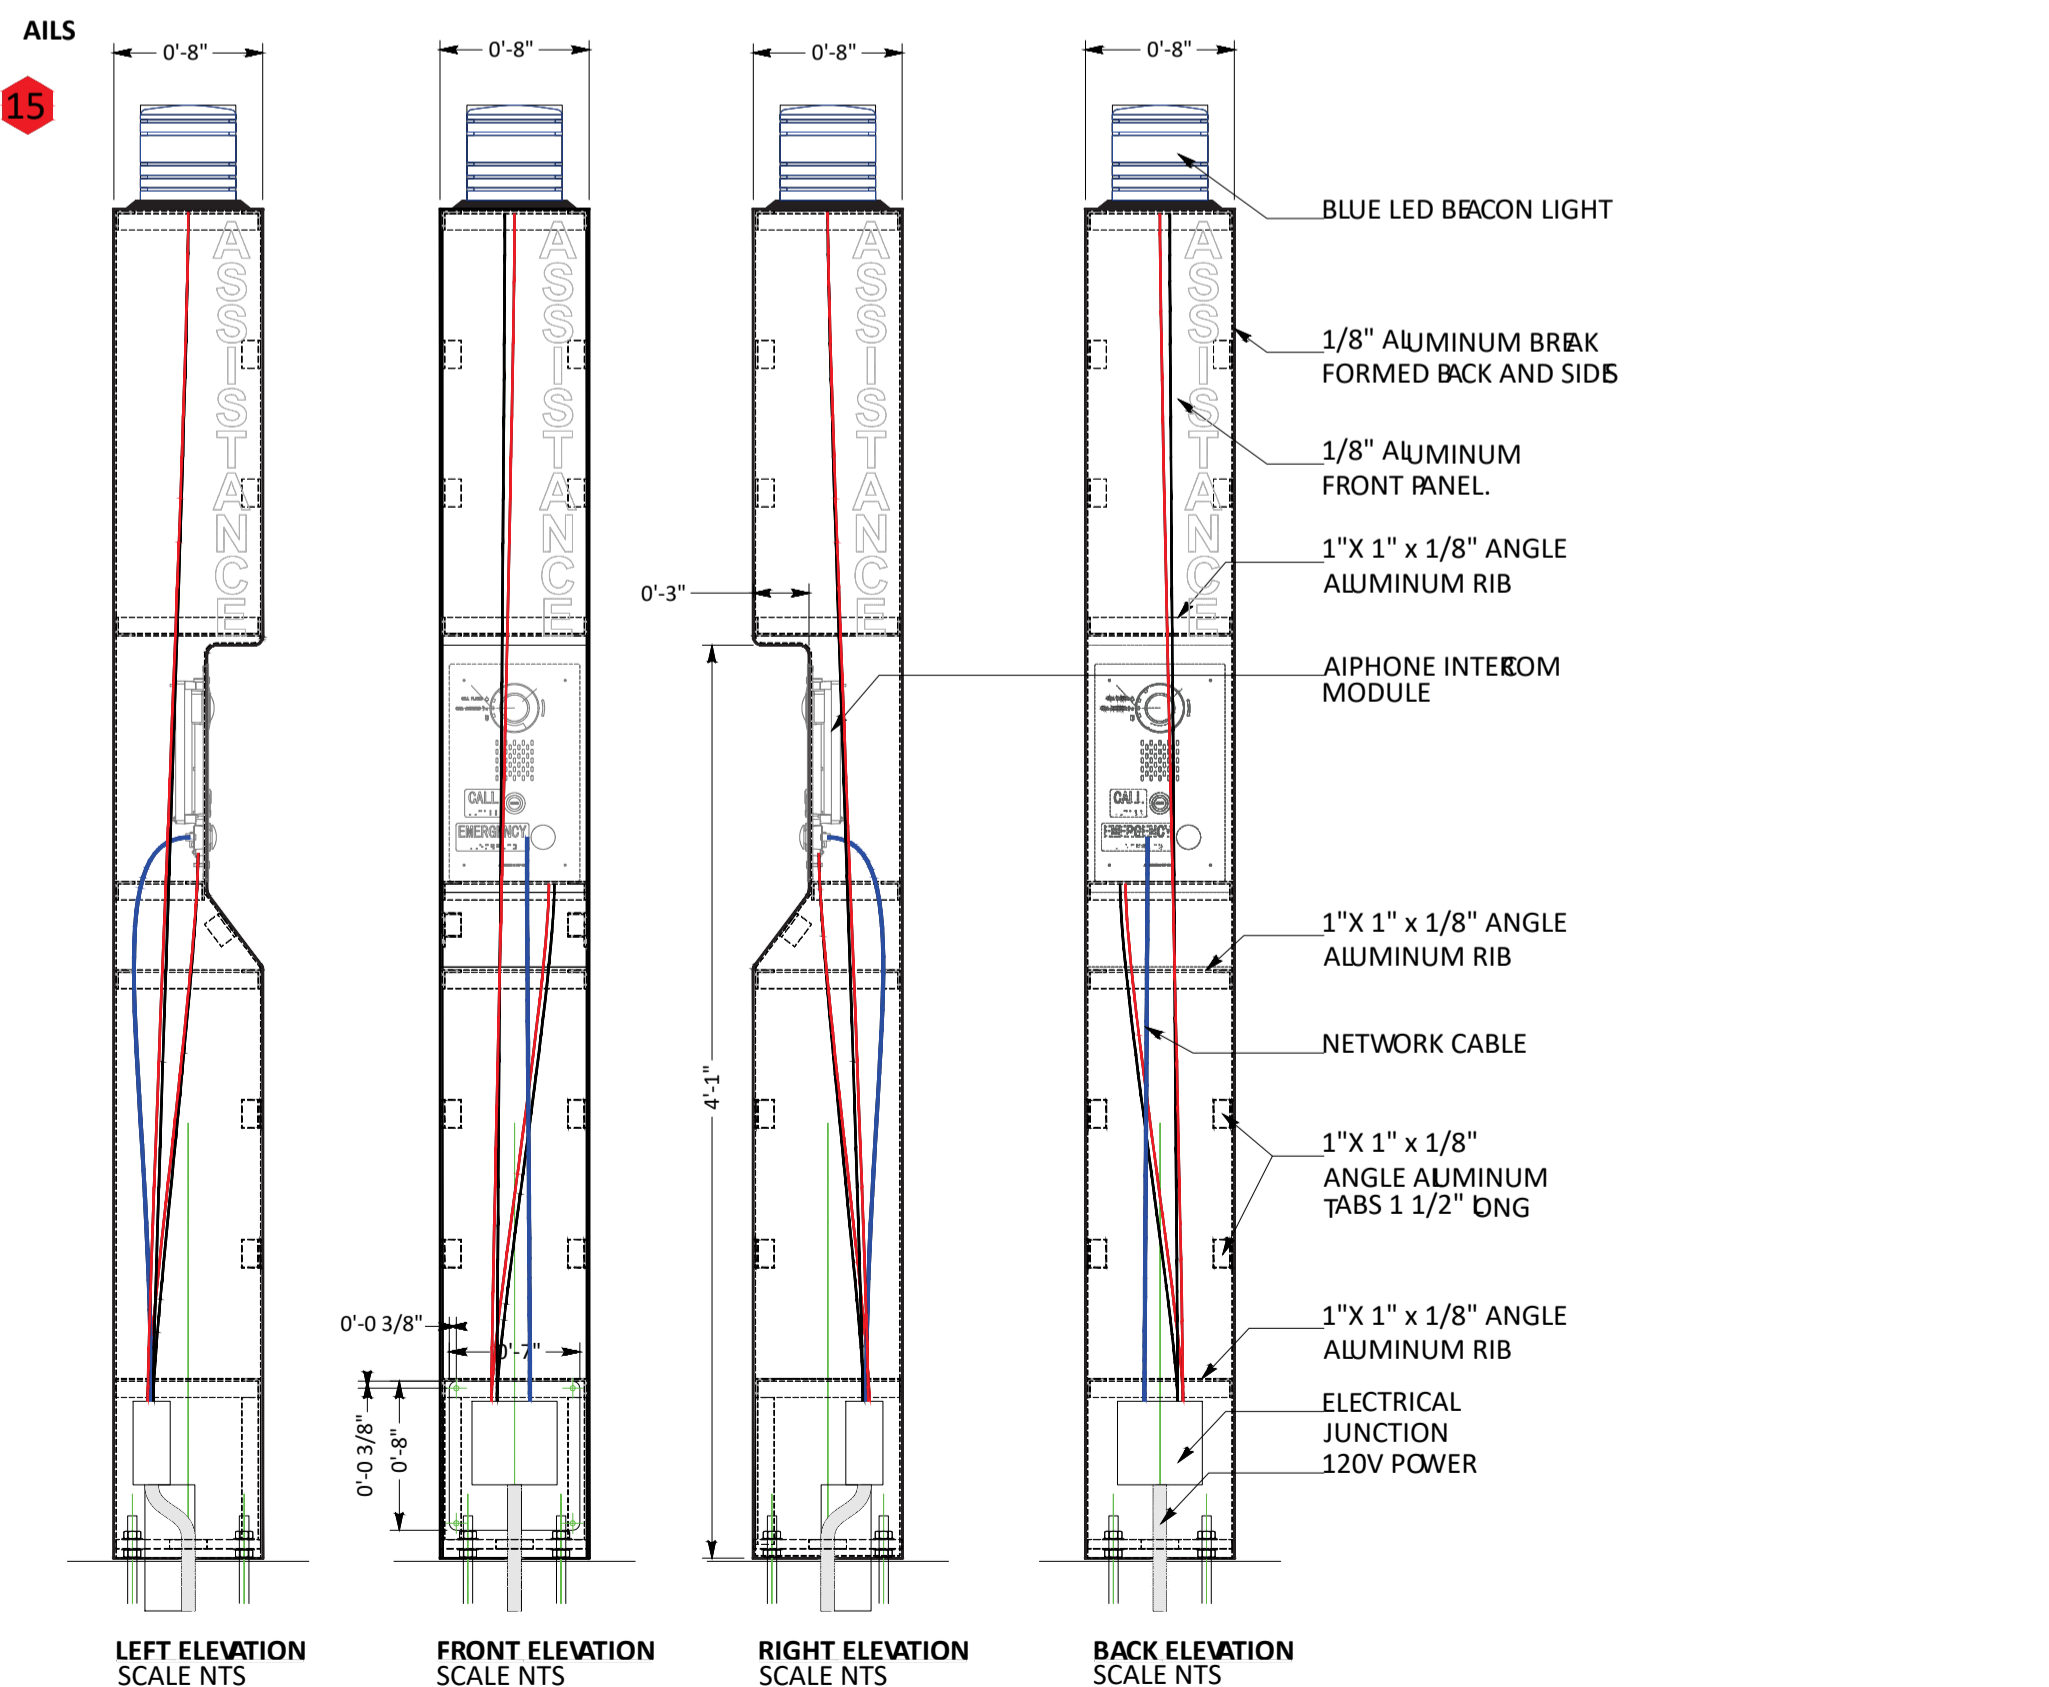 AILS
15
0'-8"
0'-8"
0'-8"
0'-8"
ASSISTANCE
ASSISTANCE
ASSISTANCE
ASSISTANCE
BLUE LED BEACON LIGHT
1/8" ALUMINUM BREAK
FORMED BACK AND SIDES
1/8" ALUMINUM
FRONT PANEL.
1"X 1" x 1/8" ANGLE
ALUMINUM RIB
0'-3"
AIPHONE INTERCOM
MODULE
CALL
EMERGENCY
CALL
EMERGENCY
1"X 1" x 1/8" ANGLE
ALUMINUM RIB
NETWORK CABLE
4'-1"
1"X 1" x 1/8"
ANGLE ALUMINUM
TABS 1 1/2" LONG
0'-0 3/8"
0'-7"
1"X 1" x 1/8" ANGLE
ALUMINUM RIB
0'-0 3/8"
0'-8"
ELECTRICAL
JUNCTION
120V POWER
LEFT ELEVATION
SCALE NTS
FRONT ELEVATION
SCALE NTS
RIGHT ELEVATION
SCALE NTS
BACK ELEVATION
SCALE NTS